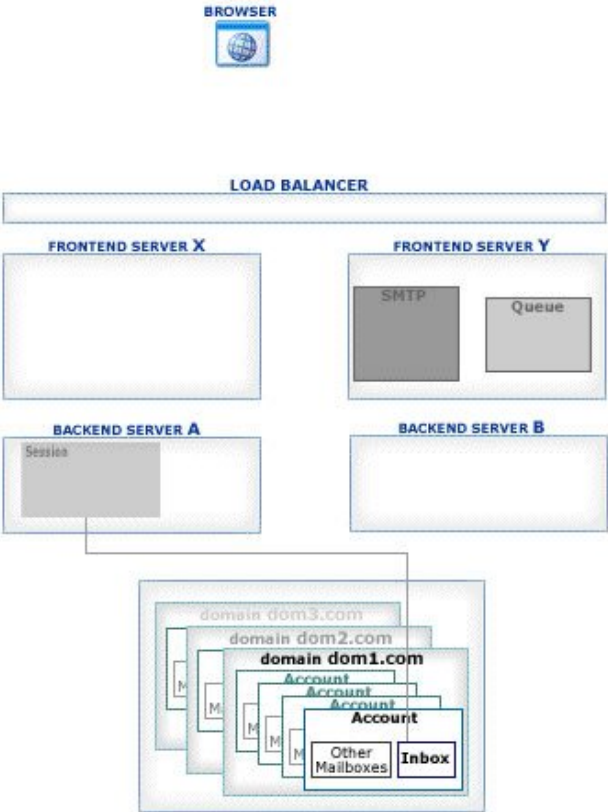 BROWSER
LOAD BALANCER
FRONTEND SERVER X
FRONTEND SERVER Y
SMTP
Queue
BACKEND SERVER A
BACKEND SERVER B
Session
domain dom3.com
domain dom2.com
domain dom1.com
Account
Account
Account
Account
M
M
M
M
M
Other
Mailboxes
Inbox